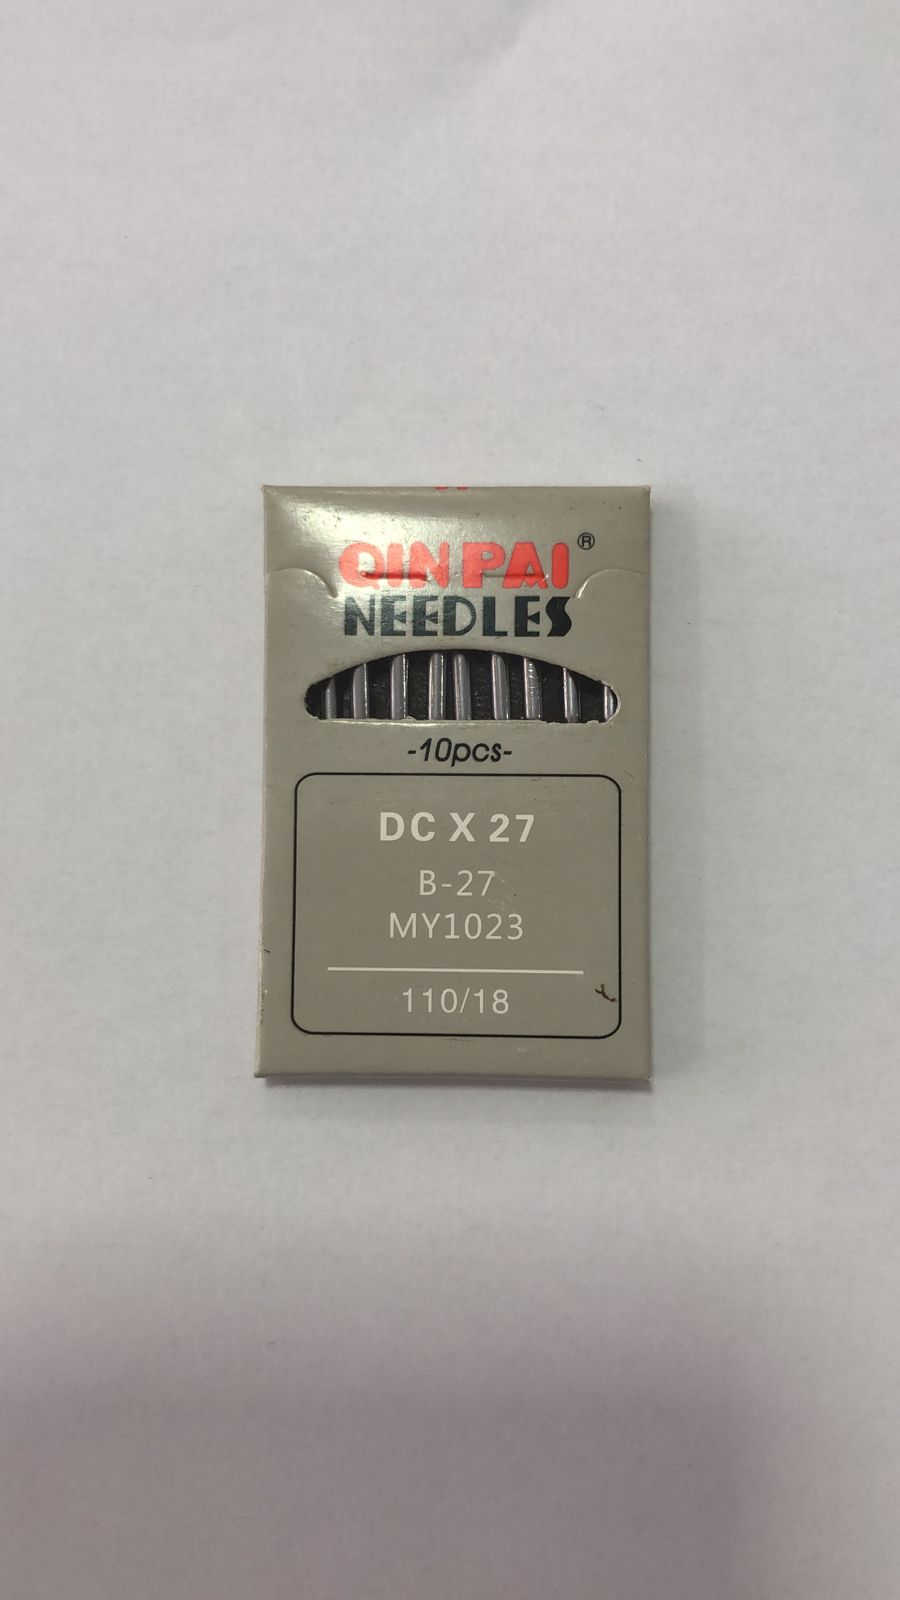 QIN PAI ®
NEEDLES
-10pcs-
DC X 27
B-27
MY1023
110/18